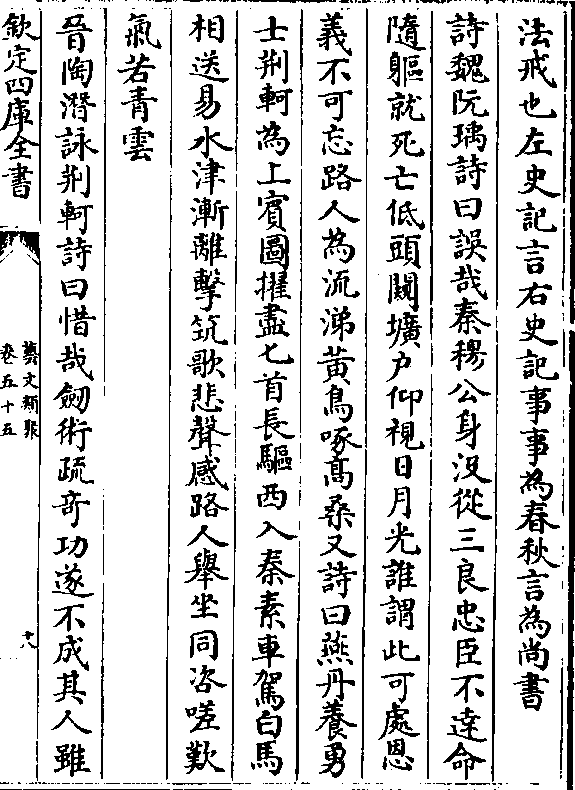 法戒也左史記言右史記事事為春秋言為尚書
詩魏阮瑀詩曰誤哉秦穆公身没從三良忠臣不逹命
隨軀就死亡低頭闚壙户仰視日月光誰謂此可處恩
義不可忘路人為流涕黄鳥啄髙桑又詩曰燕丹養勇
士荆軻為上賓圖擢盡匕首長驅西入秦素車駕白馬
相送易水津漸離擊筑歌悲聲感路人舉坐同咨嗟歎
氣若青雲
晉陶潛詠荆軻詩曰惜哉劒術疏竒功遂不成其人雖
欽定四庫全書
藝文類聚
卷五十五
十八